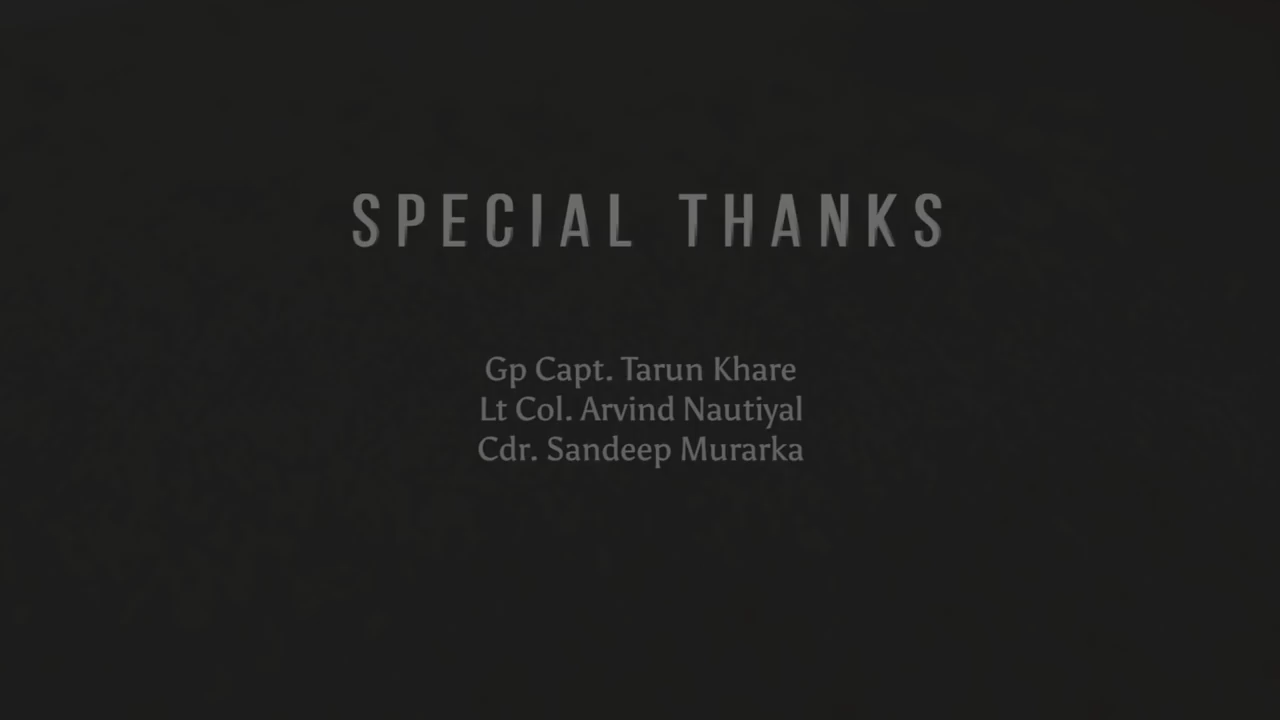 SPECIAL THANKS
Gp Capt. Tarun Khare
Lt Col. Arvind Nautiyal
Cdr. Sandeep Murarka